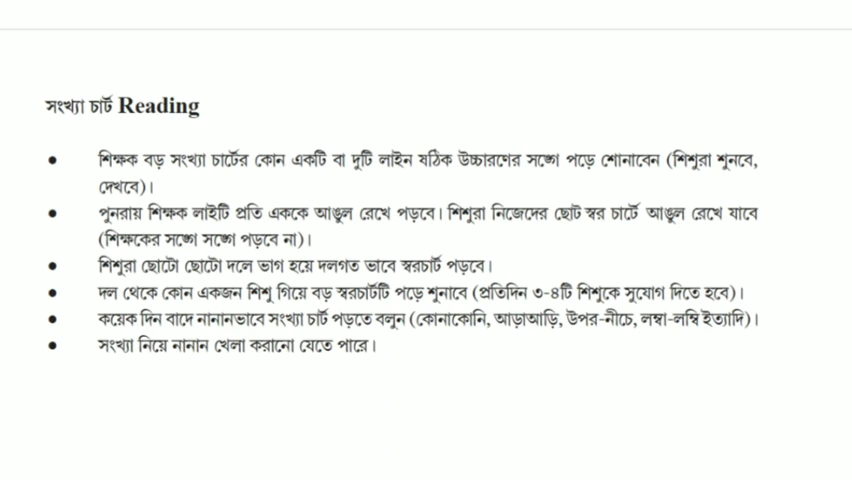 সংখ্যা চার্ট Reading
● শিক্ষক বড় সংখ্যা চার্টের কোন একটি বা দুটি লাইন ষঠিক উচ্চারণের সঙ্গে পড়ে শোনাবেন (শিশুরা শুনবে,
দেখবে)।
● পুনরায় শিক্ষক লাইটি প্রতি এককে আঙুল রেখে পড়বে। শিশুরা নিজেদের ছোট স্বর চার্টে আঙুল রেখে যাবে
(শিক্ষকের সঙ্গে সঙ্গে পড়বে না)।
● শিশুরা ছোটো ছোটো দলে ভাগ হয়ে দলগত ভাবে স্বরচার্ট পড়বে।
● দল থেকে কোন একজন শিশু গিয়ে বড় স্বরচার্টটি পড়ে শুনাবে (প্রতিদিন ৩-৪টি শিশুকে সুযোগ দিতে হবে)।
● কয়েক দিন বাদে নানানভাবে সংখ্যা চার্ট পড়তে বলুন (কোনাকোনি, আড়াআড়ি, উপর-নীচে, লম্বা-লম্বি ইত্যাদি)।
● সংখ্যা নিয়ে নানান খেলা করানো যেতে পারে।